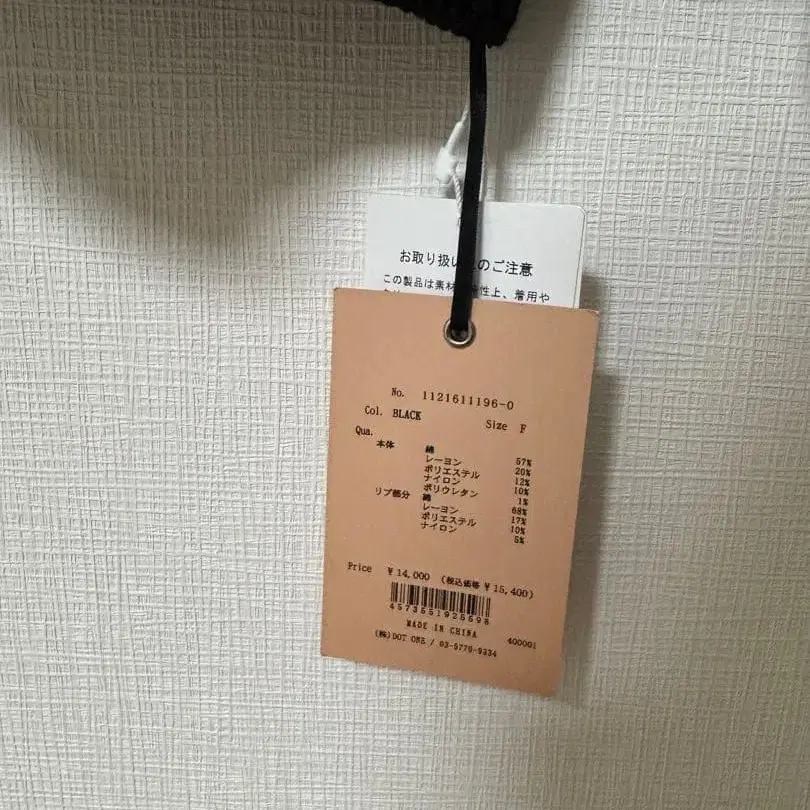 お取り扱い上のご注意
この製品は素材 特性上、着用や
No. 1121611196-0
Col. BLACK
Size F
Qua.
本体 綿 57%
レーヨン 20%
ポリエステル 12%
ナイロン 10%
ポリウレタン 1%
リブ部分 綿 68%
レーヨン 17%
ポリエステル 10%
ナイロン 5%
Price ¥14,000 (税込価格 ¥15,400)
MADE IN CHINA
400001
(株)DOT ONE / 03-9770-9334